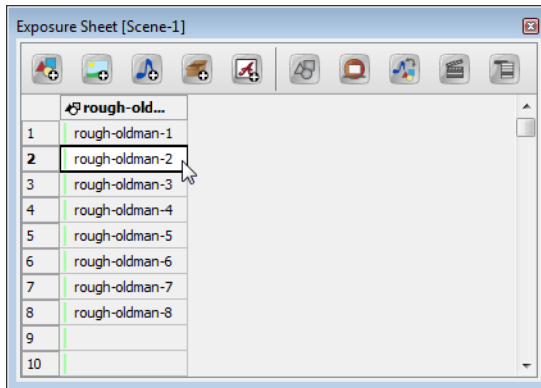 Exposure Sheet [Scene-1]
rough-old...
1 rough-oldman-1
2 rough-oldman-2
3 rough-oldman-3
4 rough-oldman-4
5 rough-oldman-5
6 rough-oldman-6
7 rough-oldman-7
8 rough-oldman-8
9
10